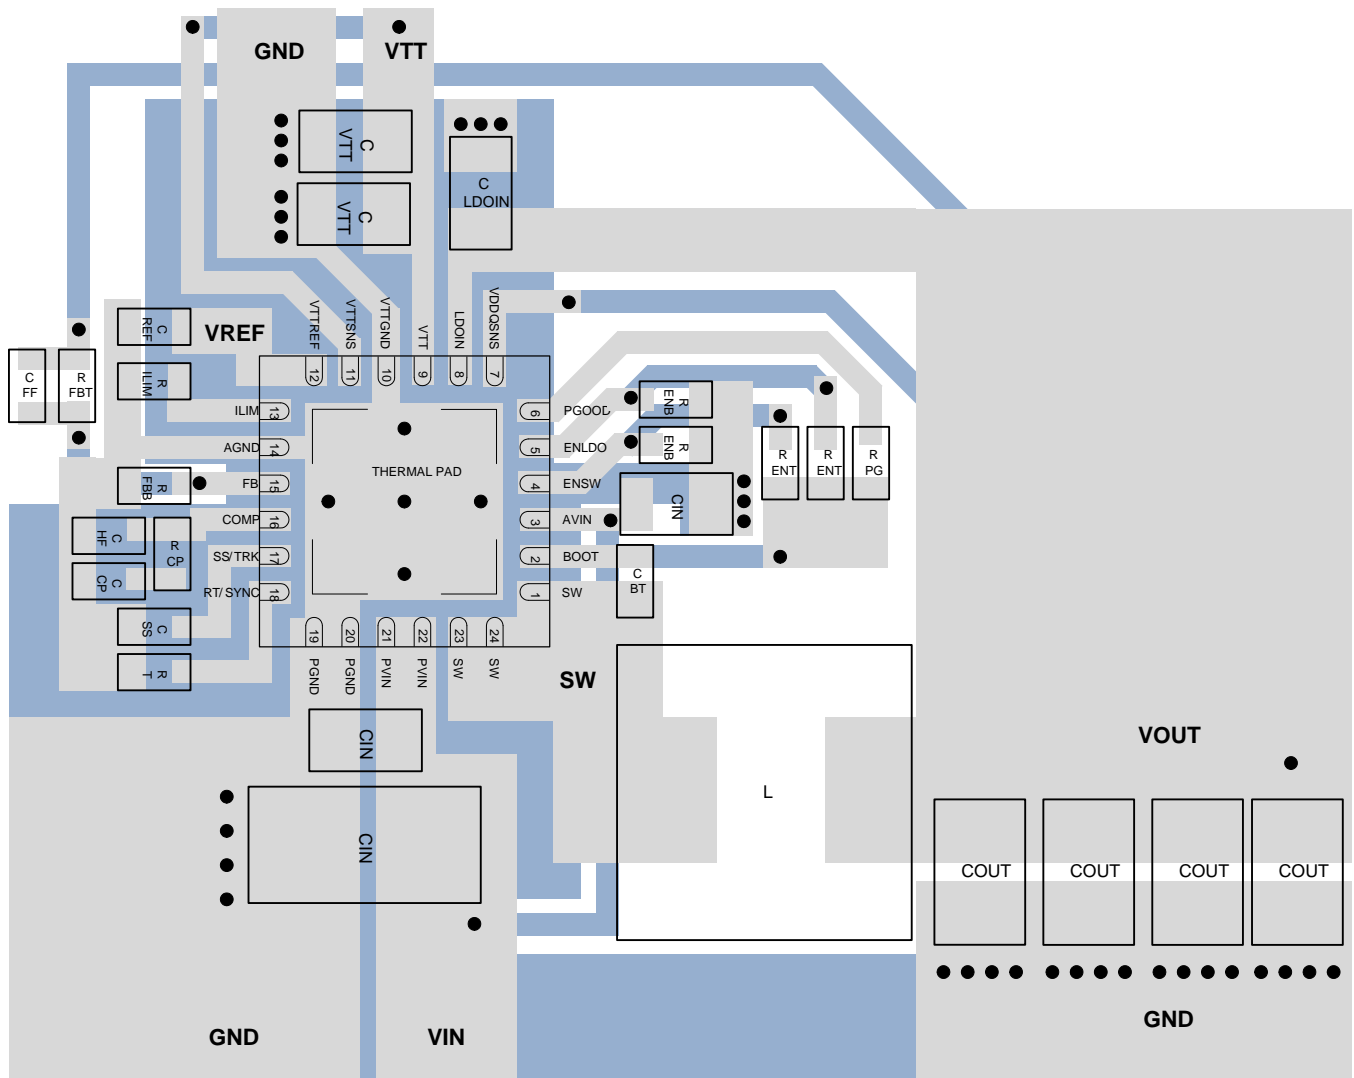 GND
VTT
C
VTT
C
VTT
C
LDOIN
VREF
C
REF
R
ILIM
C
FF
R
FBT
VTTREF
VTTSNS
VTTGND
VTT
LDOIN
VDDQSNS
12
11
10
9
8
7
ILIM
13
AGND
14
FB
15
COMP
16
SS/TRK
17
RT/SYNC
18
THERMAL PAD
6
PGOOD
5
ENLDO
4
ENSW
3
AVIN
2
BOOT
1
SW
R
ENB
R
ENB
R
ENT
R
ENT
R
PG
CIN
C
BT
R
FBB
C
HF
R
CP
C
CP
C
SS
R
T
19
20
21
22
23
24
PGND
PGND
PVIN
PVIN
SW
SW
SW
CIN
CIN
L
VOUT
COUT
COUT
COUT
COUT
GND
VIN
GND